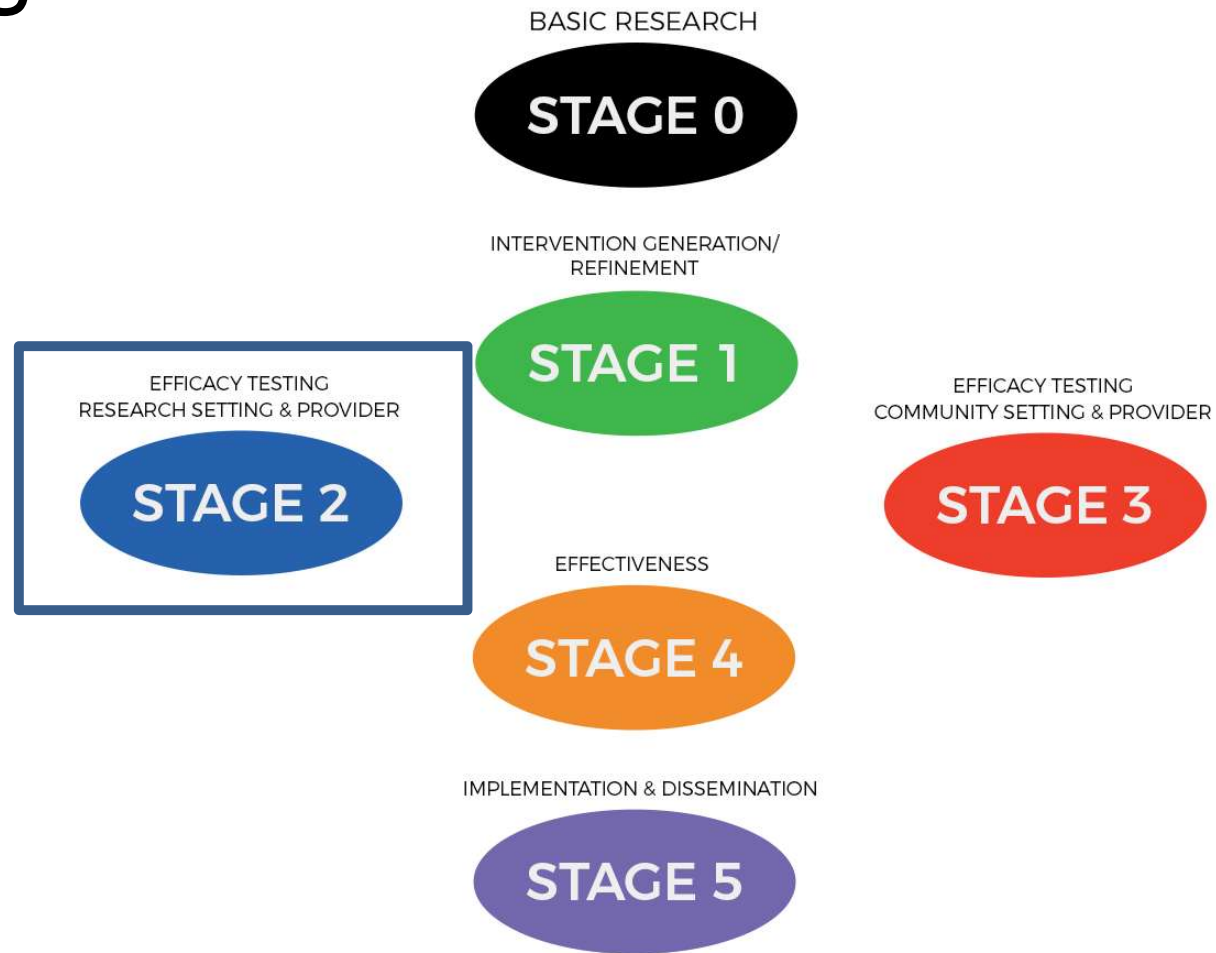 BASIC RESEARCH
STAGE 0
INTERVENTION GENERATION/
REFINEMENT
STAGE 1
EFFICACY TESTING
RESEARCH SETTING & PROVIDER
STAGE 2
EFFICACY TESTING
COMMUNITY SETTING & PROVIDER
STAGE 3
EFFECTIVENESS
STAGE 4
IMPLEMENTATION & DISSEMINATION
STAGE 5